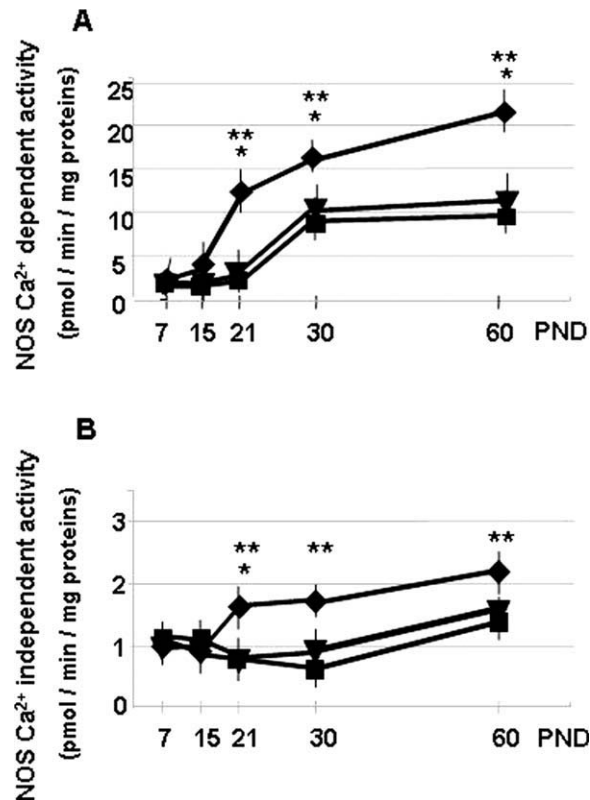 A
NOS Ca²⁺ dependent activity
(pmol / min / mg proteins)
25
20
15
10
5
0
**
*
**
*
**
*
7 15 21 30 60 PND
B
NOS Ca²⁺ independent activity
(pmol / min / mg proteins)
3
2
1
0
**
*
**
**
7 15 21 30 60 PND